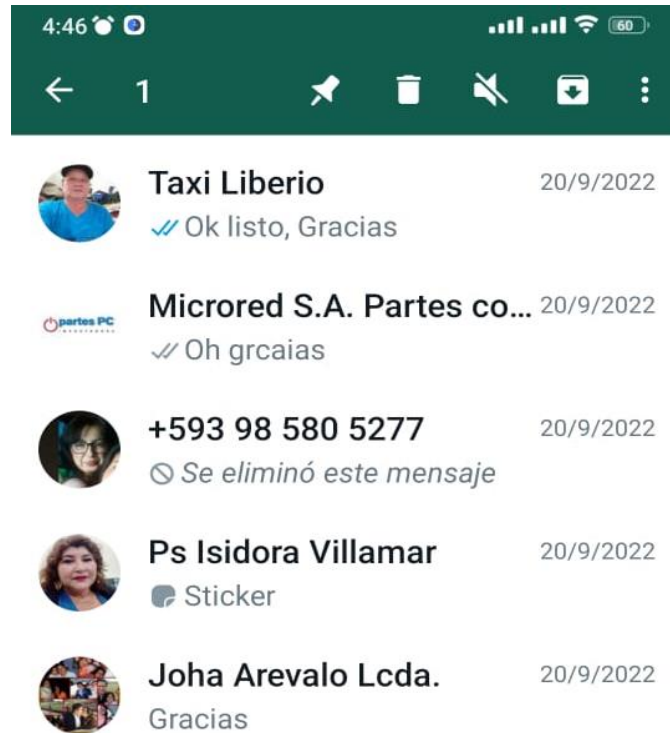 4:46 60
1
Taxi Liberio 20/9/2022
Ok listo, Gracias
Microred S.A. Partes co... 20/9/2022
partes PC
Oh grcaias
+593 98 580 5277 20/9/2022
Se eliminó este mensaje
Ps Isidora Villamar 20/9/2022
Sticker
Joha Arevalo Lcda. 20/9/2022
Gracias